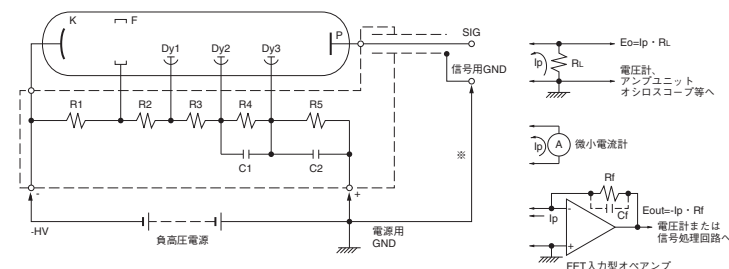 K
F
Dy1
Dy2
Dy3
P
SIG
信号用GND
R1
R2
R3
R4
R5
C1
C2
※
-
+
-HV
負高圧電源
電源用
GND
Eo=Ip・RL
Ip
RL
電圧計、
アンプユニット
オシロスコープ等へ
Ip
A
微小電流計
Rf
Cf
Eout=-Ip・Rf
Ip
-
+
電圧計または
信号処理回路へ
FET入力型オペアンプ